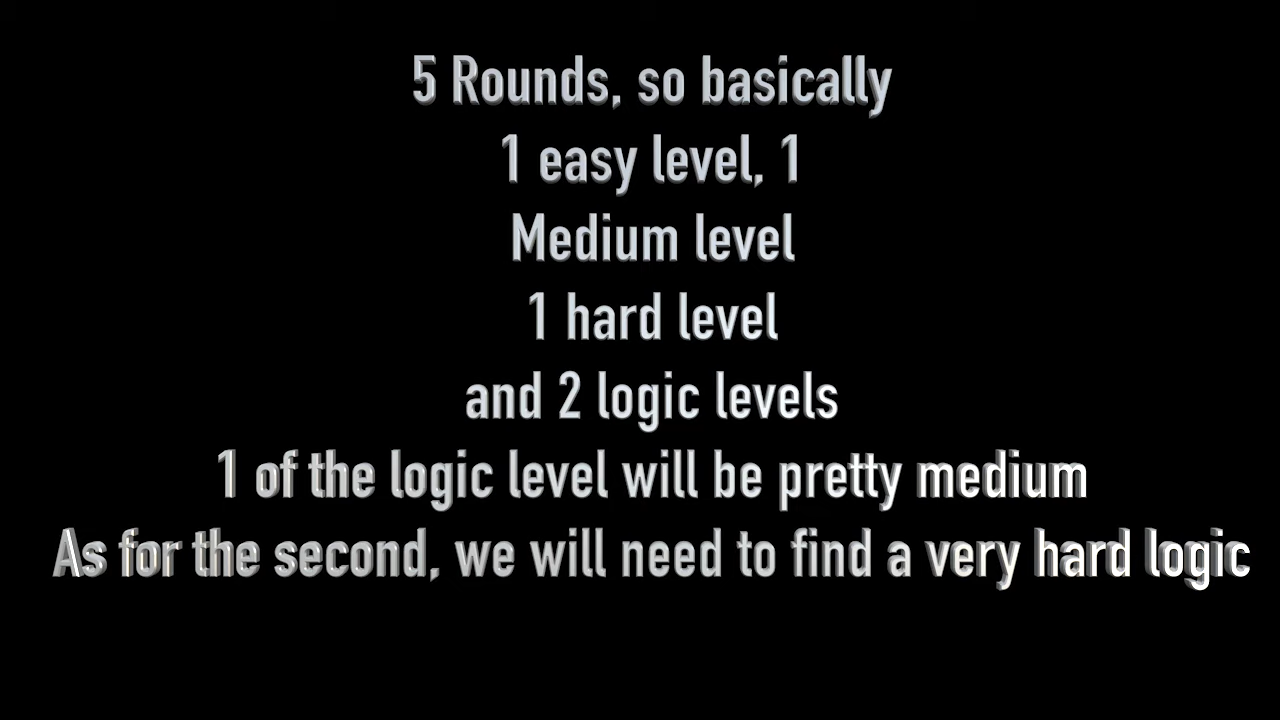 5 Rounds, so basically
1 easy level, 1
Medium level
1 hard level
and 2 logic levels
1 of the logic level will be pretty medium
As for the second, we will need to find a very hard logic